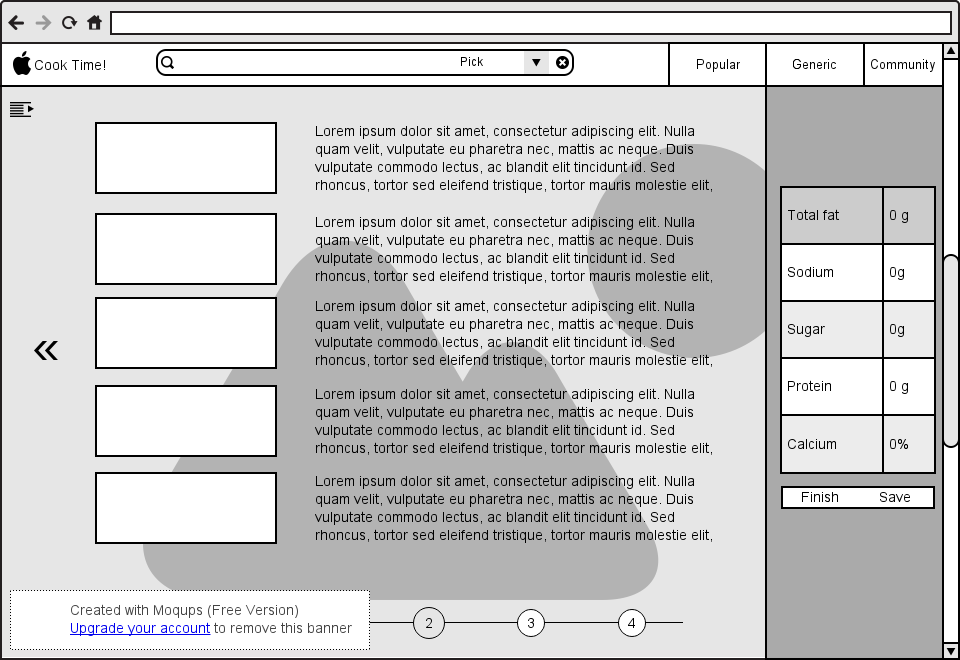 Cook Time!
Pick
Popular
Generic
Community
Lorem ipsum dolor sit amet, consectetur adipiscing elit. Nulla
quam velit, vulputate eu pharetra nec, mattis ac neque. Duis
vulputate commodo lectus, ac blandit elit tincidunt id. Sed
rhoncus, tortor sed eleifend tristique, tortor mauris molestie elit,
Lorem ipsum dolor sit amet, consectetur adipiscing elit. Nulla
quam velit, vulputate eu pharetra nec, mattis ac neque. Duis
vulputate commodo lectus, ac blandit elit tincidunt id. Sed
rhoncus, tortor sed eleifend tristique, tortor mauris molestie elit,
Lorem ipsum dolor sit amet, consectetur adipiscing elit. Nulla
quam velit, vulputate eu pharetra nec, mattis ac neque. Duis
vulputate commodo lectus, ac blandit elit tincidunt id. Sed
rhoncus, tortor sed eleifend tristique, tortor mauris molestie elit,
Lorem ipsum dolor sit amet, consectetur adipiscing elit. Nulla
quam velit, vulputate eu pharetra nec, mattis ac neque. Duis
vulputate commodo lectus, ac blandit elit tincidunt id. Sed
rhoncus, tortor sed eleifend tristique, tortor mauris molestie elit,
Lorem ipsum dolor sit amet, consectetur adipiscing elit. Nulla
quam velit, vulputate eu pharetra nec, mattis ac neque. Duis
vulputate commodo lectus, ac blandit elit tincidunt id. Sed
rhoncus, tortor sed eleifend tristique, tortor mauris molestie elit,
Total fat 0 g
Sodium 0g
Sugar 0g
Protein 0 g
Calcium 0%
Finish Save
Created with Moqups (Free Version)
Upgrade your account to remove this banner
2 3 4